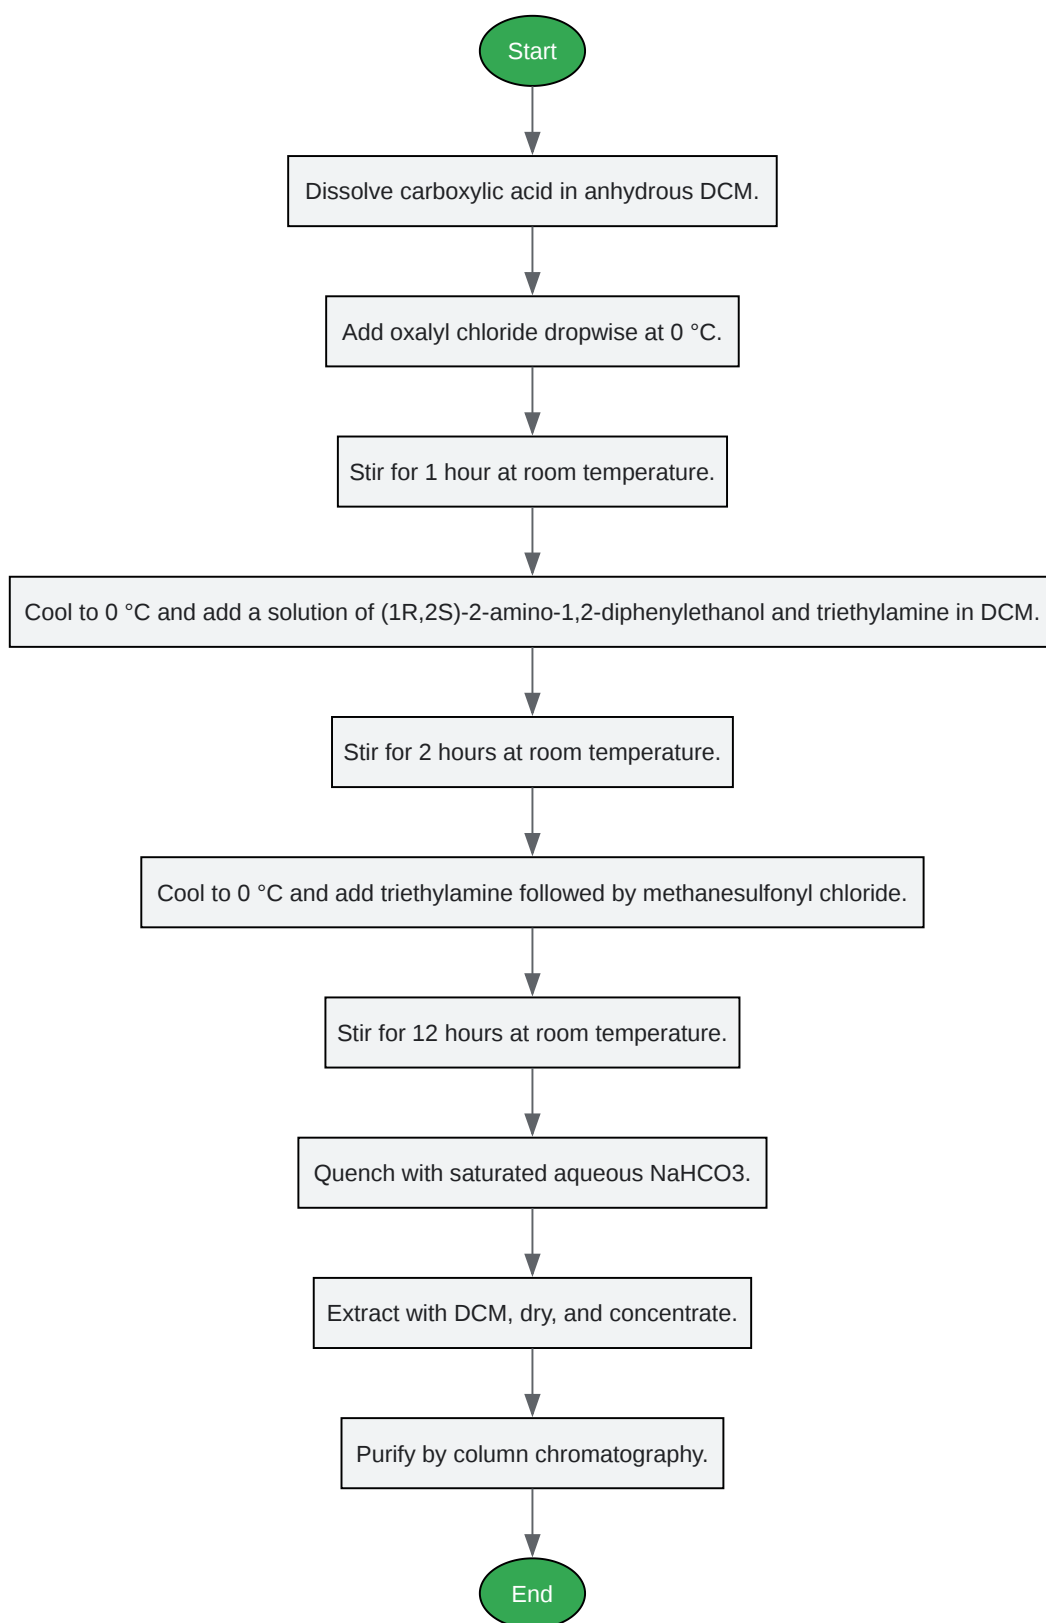 Start
Dissolve carboxylic acid in anhydrous DCM.
Add oxalyl chloride dropwise at 0 °C.
Stir for 1 hour at room temperature.
Cool to 0 °C and add a solution of (1R,2S)-2-amino-1,2-diphenylethanol and triethylamine in DCM.
Stir for 2 hours at room temperature.
Cool to 0 °C and add triethylamine followed by methanesulfonyl chloride.
Stir for 12 hours at room temperature.
Quench with saturated aqueous NaHCO3.
Extract with DCM, dry, and concentrate.
Purify by column chromatography.
End